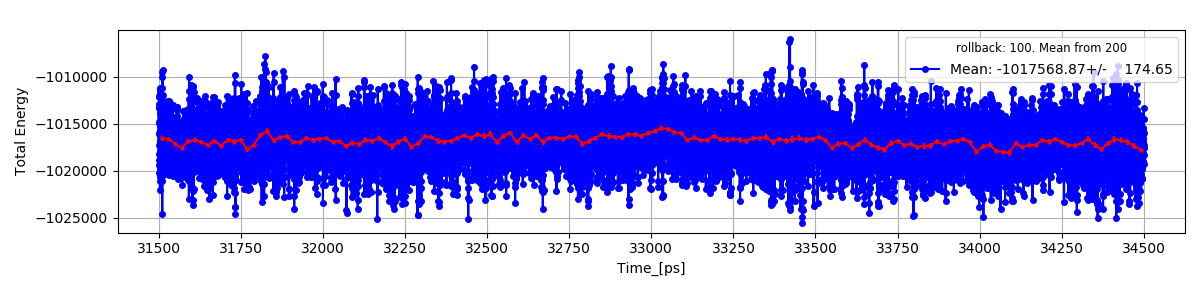 rollback: 100. Mean from 200
Mean: -1017568.87+/- 174.65
Total Energy
−1010000
−1015000
−1020000
−1025000
31500 31750 32000 32250 32500 32750 33000 33250 33500 33750 34000 34250 34500
Time_[ps]